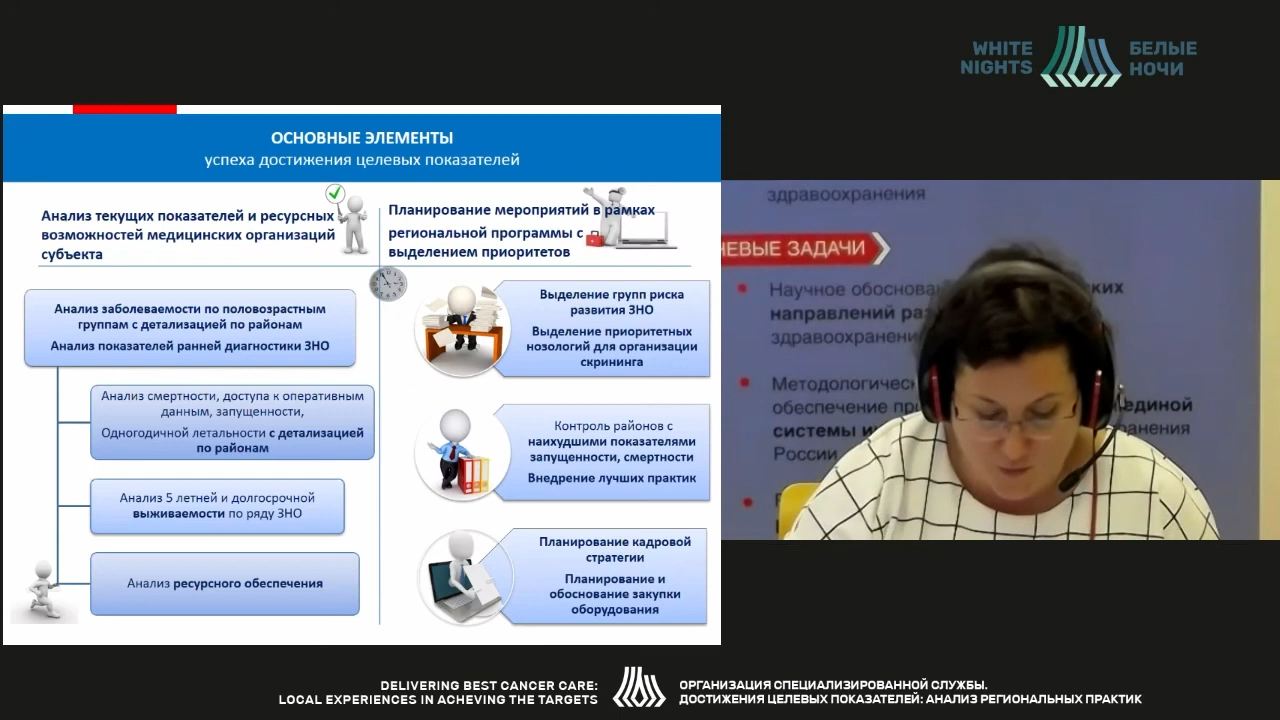 WHITE
NIGHTS
БЕЛЫЕ
НОЧИ
ОСНОВНЫЕ ЭЛЕМЕНТЫ
успеха достижения целевых показателей
Анализ текущих показателей и ресурсных
возможностей медицинских организаций
субъекта
Анализ заболеваемости по половозрастным
группам с детализацией по районам
Анализ показателей ранней диагностики ЗНО
Анализ смертности, доступа к оперативным
данным, запущенности,
Одногодичной летальности с детализацией
по районам
Анализ 5 летней и долгосрочной
выживаемости по ряду ЗНО
Анализ ресурсного обеспечения
Планирование мероприятий в рамках
региональной программы с
выделением приоритетов
Выделение групп риска
развития ЗНО
Выделение приоритетных
нозологий для организации
скрининга
Контроль районов с
наихудшими показателями
запущенности, смертности
Внедрение лучших практик
Планирование кадровой
стратегии
Планирование и
обоснование закупки
оборудования
здравоохранения
НЕВЫЕ ЗАДАЧИ
Научное обоснова
ких
направлений раз
здравоохранени
Методологическ
обеспечение пр
единой
системы ин
ранения
России
DELIVERING BEST CANCER CARE:
LOCAL EXPERIENCES IN ACHEVING THE TARGETS
ОРГАНИЗАЦИЯ СПЕЦИАЛИЗИРОВАННОЙ СЛУЖБЫ.
ДОСТИЖЕНИЯ ЦЕЛЕВЫХ ПОКАЗАТЕЛЕЙ: АНАЛИЗ РЕГИОНАЛЬНЫХ ПРАКТИК